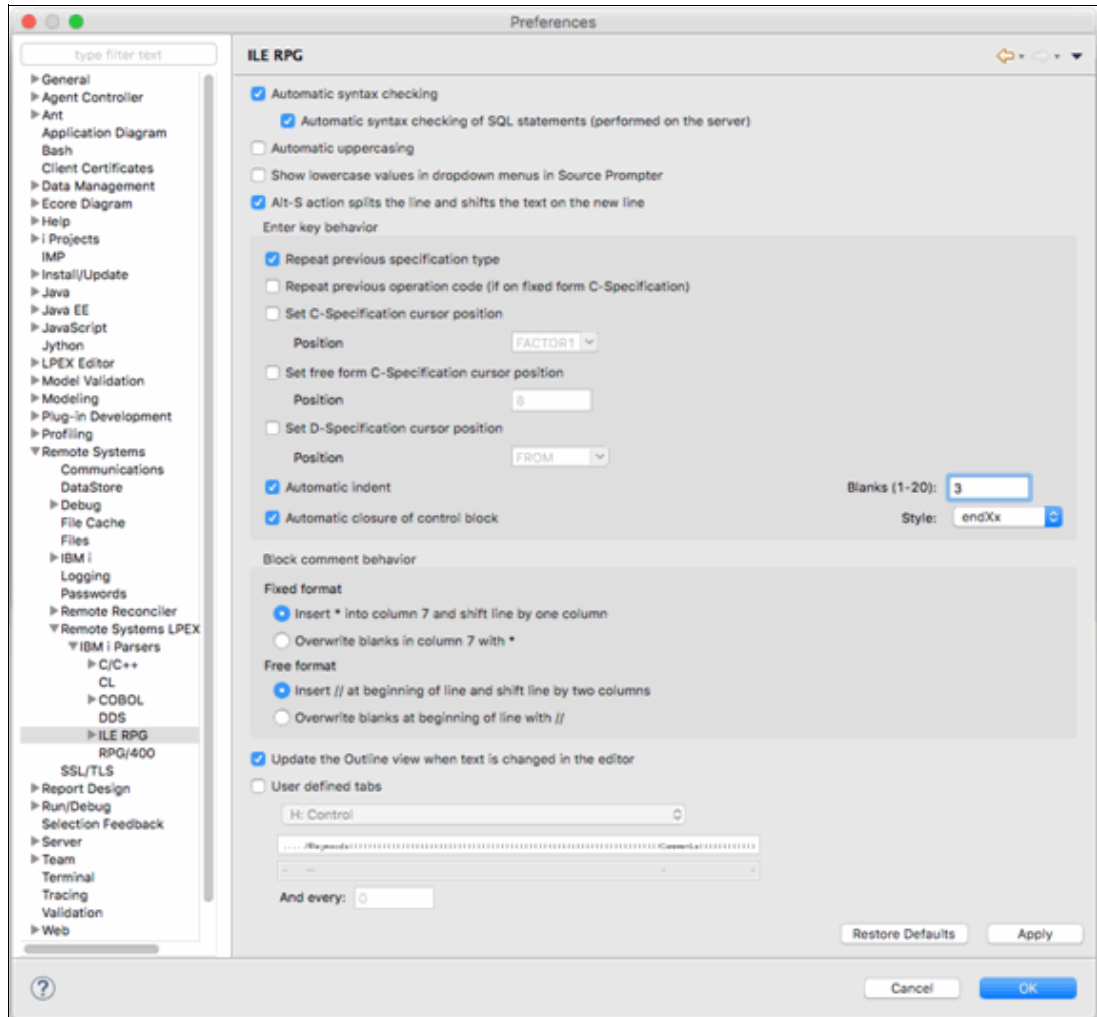 Preferences
type filter text
General
Agent Controller
Ant
Application Diagram
Bash
Client Certificates
Data Management
Ecore Diagram
Help
i Projects
IMP
Install/Update
Java
Java EE
JavaScript
Jython
LPEX Editor
Model Validation
Modeling
Plug-in Development
Profiling
Remote Systems
Communications
DataStore
Debug
File Cache
Files
IBM i
Logging
Passwords
Remote Reconciler
Remote Systems LPEX
IBM i Parsers
C/C++
CL
COBOL
DDS
ILE RPG
RPG/400
SSL/TLS
Report Design
Run/Debug
Selection Feedback
Server
Team
Terminal
Tracing
Validation
Web
ILE RPG
Automatic syntax checking
Automatic syntax checking of SQL statements (performed on the server)
Automatic uppercasing
Show lowercase values in dropdown menus in Source Prompter
Alt-S action splits the line and shifts the text on the new line
Enter key behavior
Repeat previous specification type
Repeat previous operation code (if on fixed form C-Specification)
Set C-Specification cursor position
Position FACTOR1
Set free form C-Specification cursor position
Position 8
Set D-Specification cursor position
Position FROM
Automatic indent Blanks (1-20): 3
Automatic closure of control block Style: endXx
Block comment behavior
Fixed format
Insert * into column 7 and shift line by one column
Overwrite blanks in column 7 with *
Free format
Insert // at beginning of line and shift line by two columns
Overwrite blanks at beginning of line with //
Update the Outline view when text is changed in the editor
User defined tabs
H: Control
And every: 0
Restore Defaults Apply
? Cancel OK